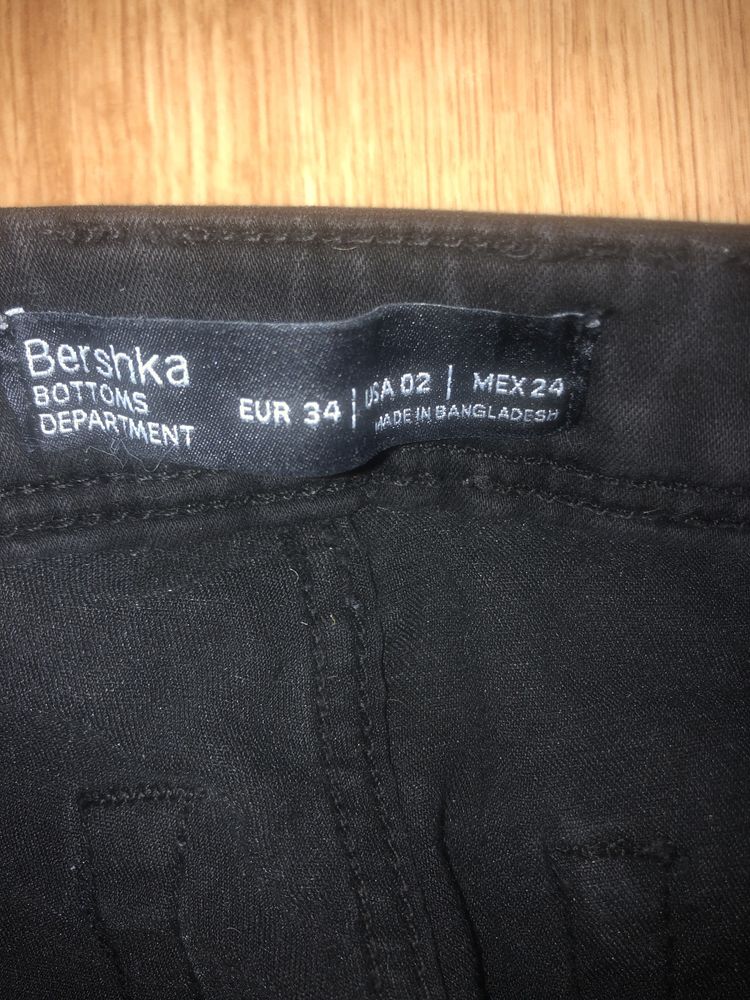 Bershka
BOTTOMS
DEPARTMENT
EUR 34 | USA 02 | MEX 24
MADE IN BANGLADESH